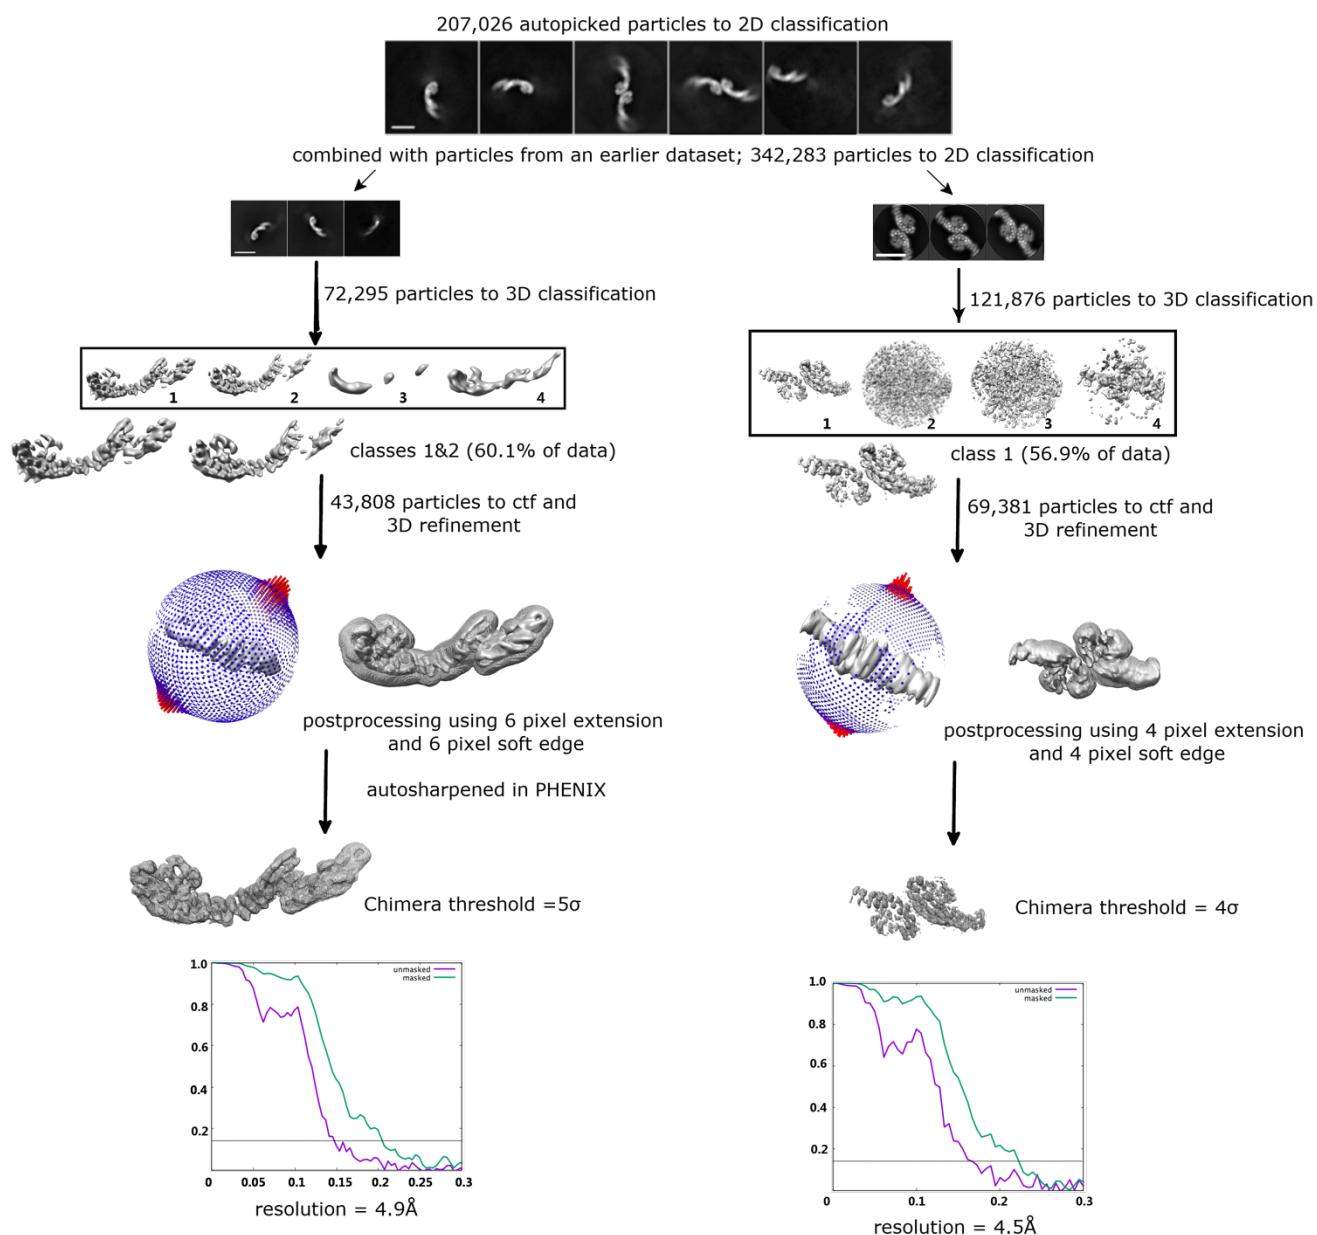 207,026 autopicked particles to 2D classification
combined with particles from an earlier dataset; 342,283 particles to 2D classification
72,295 particles to 3D classification
1 2 3 4
classes 1&2 (60.1% of data)
43,808 particles to ctf and
3D refinement
postprocessing using 6 pixel extension
and 6 pixel soft edge
autosharpened in PHENIX
Chimera threshold =5σ
unmasked
masked
1.0
0.8
0.6
0.4
0.2
0 0.05 0.1 0.15 0.2 0.25 0.3
resolution = 4.9Å
121,876 particles to 3D classification
1 2 3 4
class 1 (56.9% of data)
69,381 particles to ctf and
3D refinement
postprocessing using 4 pixel extension
and 4 pixel soft edge
Chimera threshold = 4σ
unmasked
masked
1.0
0.8
0.6
0.4
0.2
0 0.1 0.2 0.3
resolution = 4.5Å